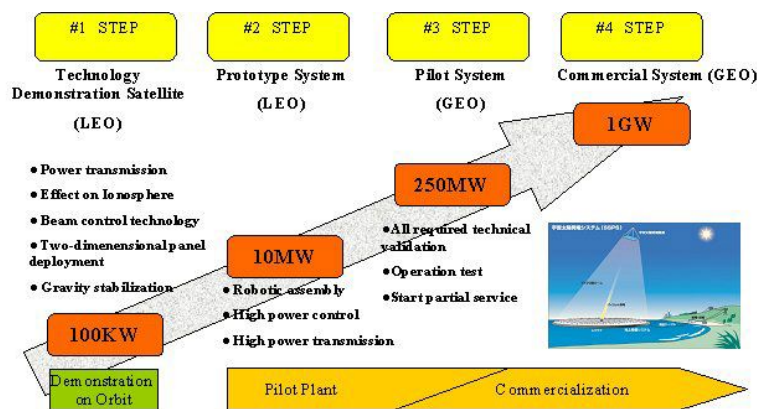 #1 STEP
#2 STEP
#3 STEP
#4 STEP
Technology
Demonstration Satellite
(LEO)
Prototype System
(LEO)
Pilot System
(GEO)
Commercial System (GEO)
1GW
250MW
10MW
100KW
● Power transmission
● Effect on Ionosphere
● Beam control technology
● Two-dimenensional panel
deployment
● Gravity stabilization
● Robotic assembly
● High power control
● High power transmission
● All required technical
validation
● Operation test
● Start partial service
Demonstration
on Orbit
Pilot Plant
Commercialization